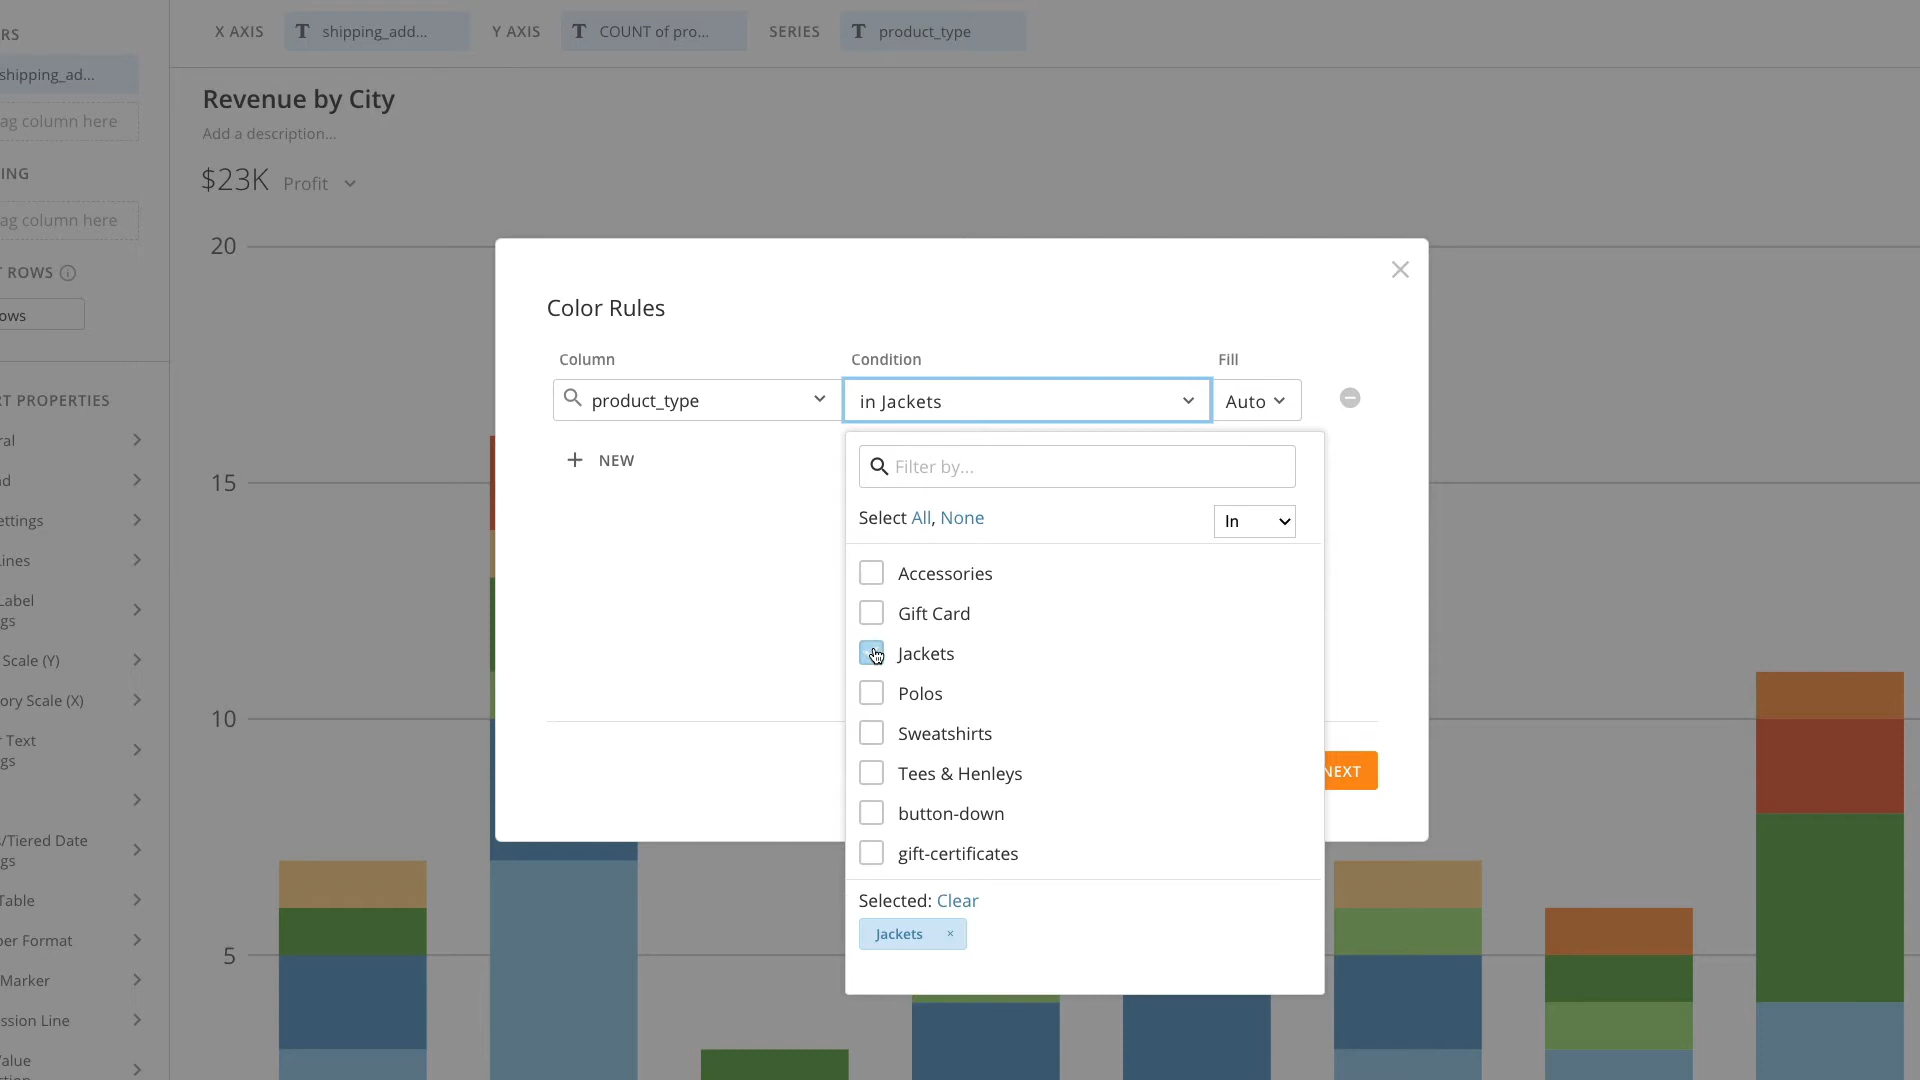 RS
X AXIS
T shipping_add...
Y AXIS
T COUNT of pro...
SERIES
T product_type
shipping_ad...
ag column here
Revenue by City
Add a description...
ING
$23K Profit
ag column here
T ROWS
ows
20
15
10
5
Color Rules
Column
Condition
Fill
product_type
in Jackets
Auto
NEW
Filter by...
Select All, None
In
Accessories
Gift Card
Jackets
Polos
Sweatshirts
Tees & Henleys
button-down
gift-certificates
Selected: Clear
Jackets ×
NEXT
RT PROPERTIES
ral
nd
ettings
ines
Label
gs
Scale (Y)
ory Scale (X)
r Text
gs
s/Tiered Date
gs
Table
ber Format
Marker
ssion Line
alue